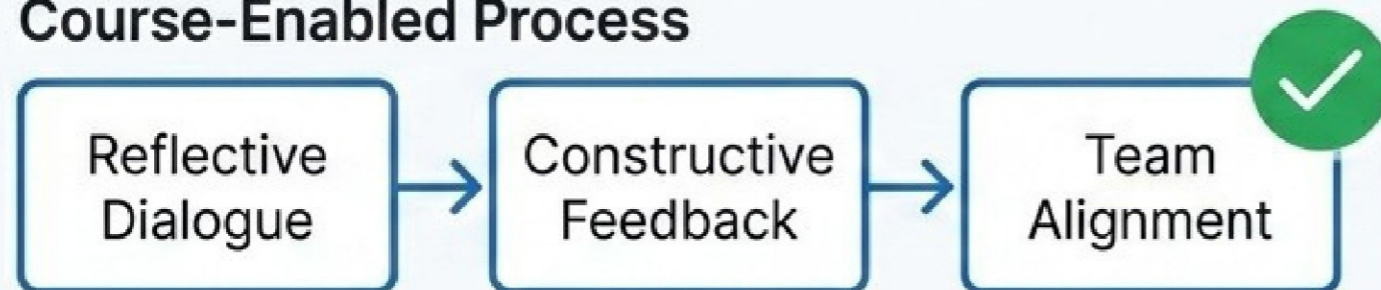 Course-Enabled Process
Reflective
Dialogue
Constructive
Feedback
Team
Alignment